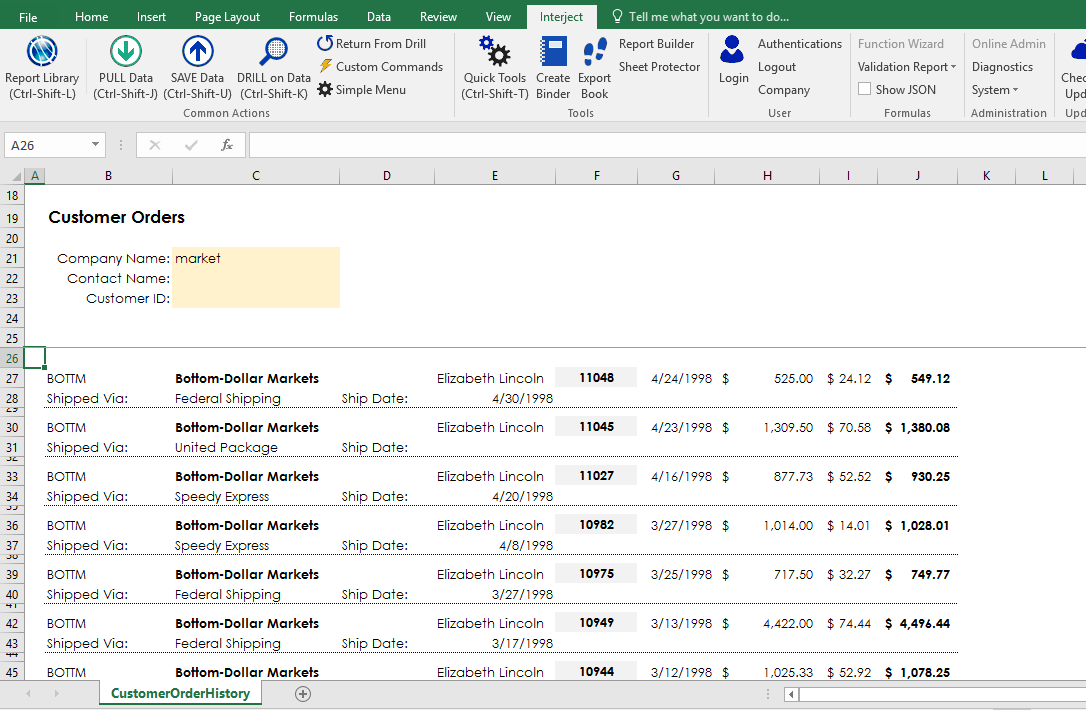 File Home Insert Page Layout Formulas Data Review View Interject Tell me what you want to do...
Report Library (Ctrl-Shift-L)
PULL Data (Ctrl-Shift-J)
SAVE Data (Ctrl-Shift-U)
DRILL on Data (Ctrl-Shift-K)
Return From Drill
Custom Commands
Simple Menu
Common Actions
Quick Tools (Ctrl-Shift-T)
Create Binder
Export Book
Report Builder
Sheet Protector
Tools
Login
Authentications
Logout
Company
User
Function Wizard
Validation Report
Show JSON
Formulas
Online Admin
Diagnostics
System
Administration
A26 fx
A B C D E F G H I J K L
18
19 Customer Orders
20
21 Company Name: market
22 Contact Name:
23 Customer ID:
24
25
26
27 BOTTM Bottom-Dollar Markets Elizabeth Lincoln 11048 4/24/1998 $ 525.00 $ 24.12 $ 549.12
28 Shipped Via: Federal Shipping Ship Date: 4/30/1998
29
30 BOTTM Bottom-Dollar Markets Elizabeth Lincoln 11045 4/23/1998 $ 1,309.50 $ 70.58 $ 1,380.08
31 Shipped Via: United Package Ship Date:
32
33 BOTTM Bottom-Dollar Markets Elizabeth Lincoln 11027 4/16/1998 $ 877.73 $ 52.52 $ 930.25
34 Shipped Via: Speedy Express Ship Date: 4/20/1998
35
36 BOTTM Bottom-Dollar Markets Elizabeth Lincoln 10982 3/27/1998 $ 1,014.00 $ 14.01 $ 1,028.01
37 Shipped Via: Speedy Express Ship Date: 4/8/1998
38
39 BOTTM Bottom-Dollar Markets Elizabeth Lincoln 10975 3/25/1998 $ 717.50 $ 32.27 $ 749.77
40 Shipped Via: Federal Shipping Ship Date: 3/27/1998
41
42 BOTTM Bottom-Dollar Markets Elizabeth Lincoln 10949 3/13/1998 $ 4,422.00 $ 74.44 $ 4,496.44
43 Shipped Via: Federal Shipping Ship Date: 3/17/1998
44
45 BOTTM Bottom-Dollar Markets Elizabeth Lincoln 10944 3/12/1998 $ 1,025.33 $ 52.92 $ 1,078.25
CustomerOrderHistory